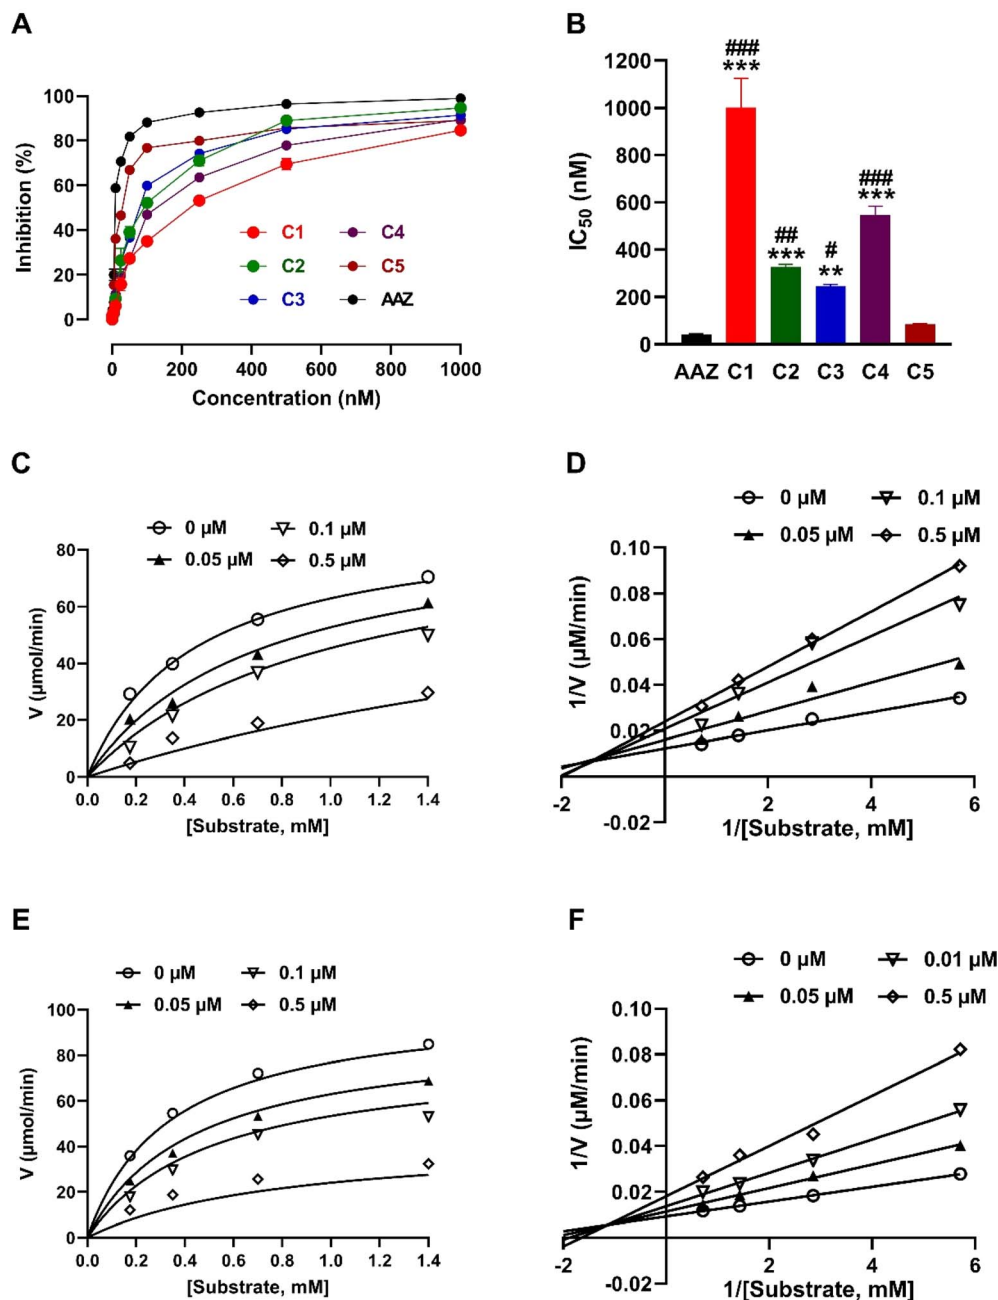 A
Inhibition (%)
100
80
60
40
20
0
C1
C2
C3
C4
C5
AAZ
0
200
400
600
800
1000
Concentration (nM)
B
IC50 (nM)
1200
1000
800
600
400
200
0
###
***
##
***
#
**
###
***
AAZ C1 C2 C3 C4 C5
C
0 µM
0.1 µM
0.05 µM
0.5 µM
V (µmol/min)
80
60
40
20
0
0.0 0.2 0.4 0.6 0.8 1.0 1.2 1.4
[Substrate, mM]
D
0 µM
0.1 µM
0.05 µM
0.5 µM
1/V (µM/min)
0.10
0.08
0.06
0.04
0.02
-0.02
-2 2 4 6
1/[Substrate, mM]
E
0 µM
0.1 µM
0.05 µM
0.5 µM
V (µmol/min)
100
80
60
40
20
0
0.0 0.2 0.4 0.6 0.8 1.0 1.2 1.4
[Substrate, mM]
F
0 µM
0.01 µM
0.05 µM
0.5 µM
1/V (µM/min)
0.10
0.08
0.06
0.04
0.02
-0.02
-2 2 4 6
1/[Substrate, mM]